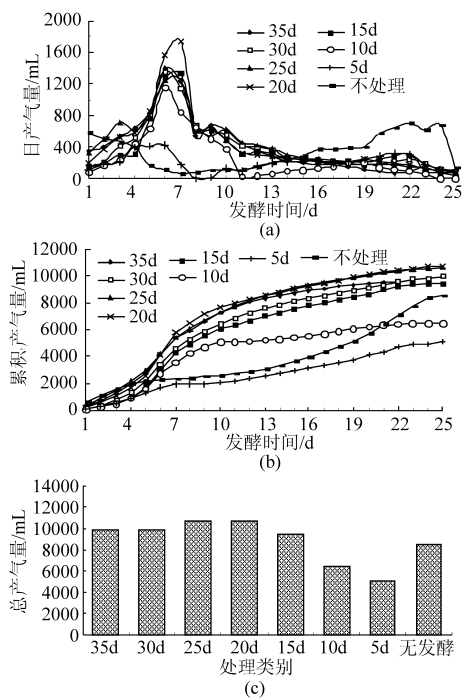 2000
1600
1200
800
400
0
日产气量/mL
35d 15d
30d 10d
25d 5d
20d 不处理
1 4 7 10 13 16 19 22 25
发酵时间/d
(a)
12000
10000
8000
6000
4000
2000
0
累积产气量/mL
35d 15d 5d 不处理
30d 10d
25d
20d
1 4 7 10 13 16 19 22 25
发酵时间/d
(b)
14000
12000
10000
8000
6000
4000
2000
0
总产气量/mL
35d 30d 25d 20d 15d 10d 5d 无发酵
处理类别
(c)